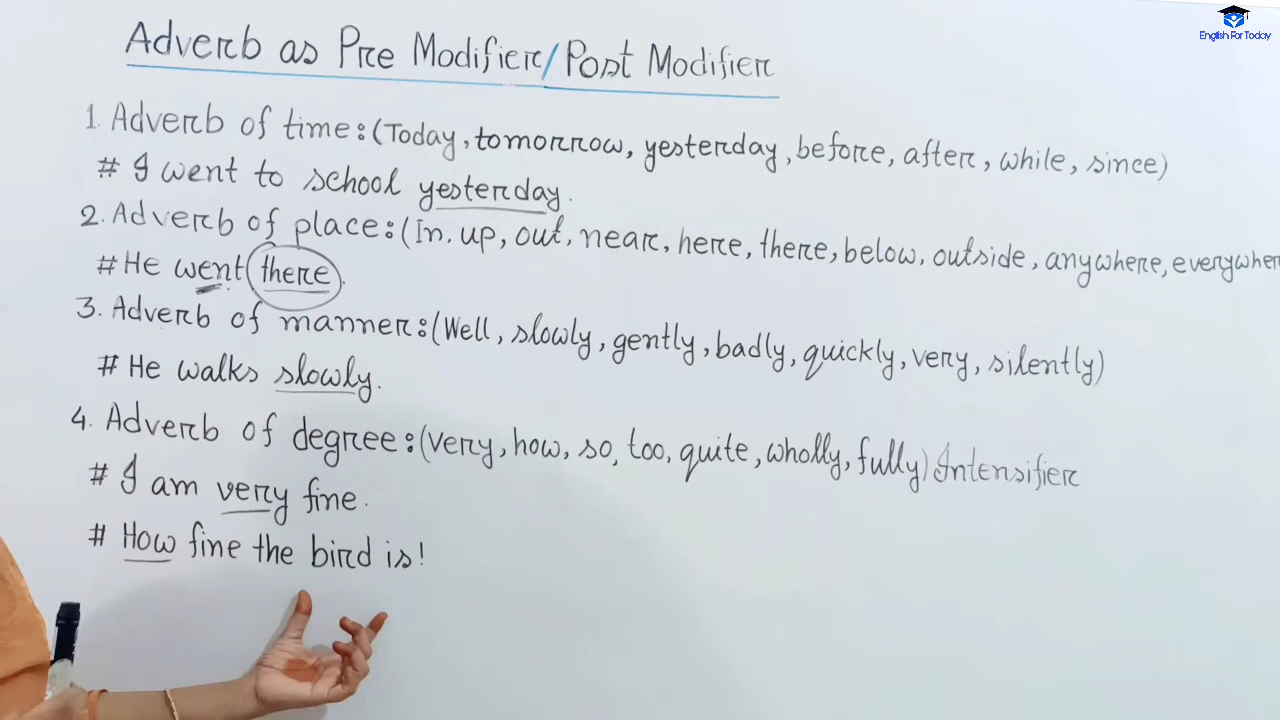 English For Today
Adverb as Pre Modifier/Post Modifier
1. Adverb of time:(Today, tomorrow, yesterday, before, after, while, since)
# I went to school yesterday.
2. Adverb of place:(In, up, out, near, here, there, below, outside, anywhere, everywher
# He went there.
3. Adverb of manner:(Well, slowly, gently, badly, quickly, very, silently)
# He walks slowly.
4. Adverb of degree:(very, how, so, too, quite, wholly, fully) Intensifier
# I am very fine.
# How fine the bird is!